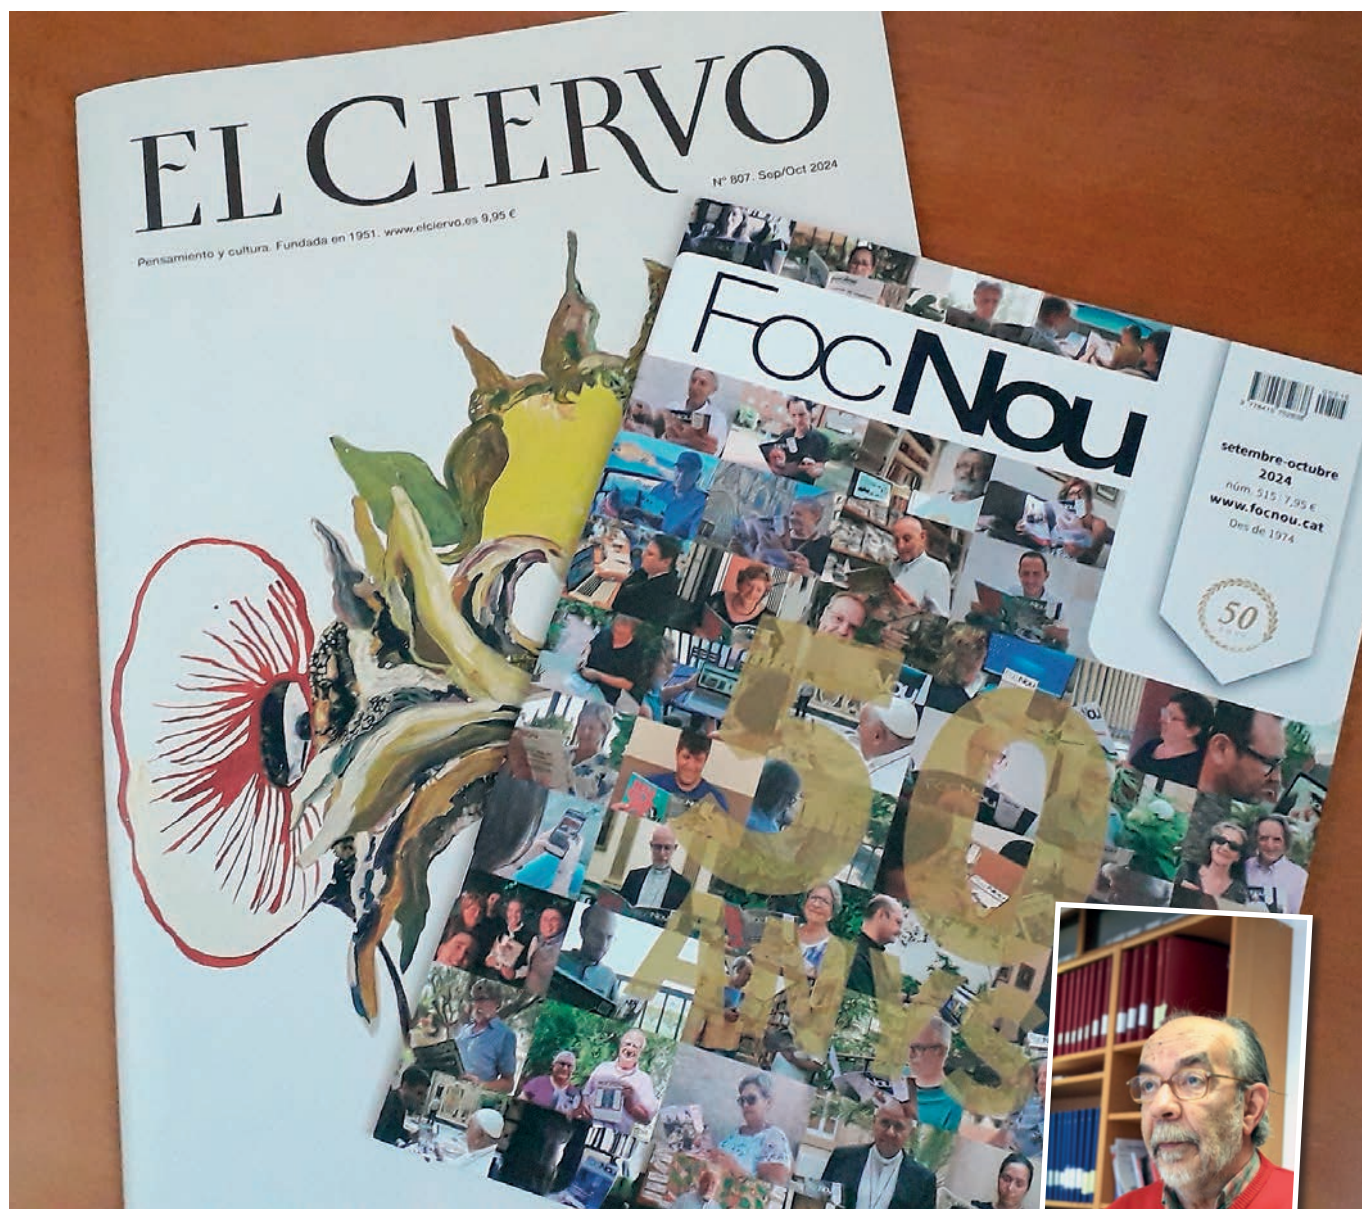 EL CIERVO
Nº 807. Sep/Oct 2024
Pensamiento y cultura. Fundada en 1951. www.elciervo.es 9,95 €
FocNou
setembre-octubre
2024
núm. 515 | 7,95 €
www.focnou.cat
Des de 1974
50
50
ANYS